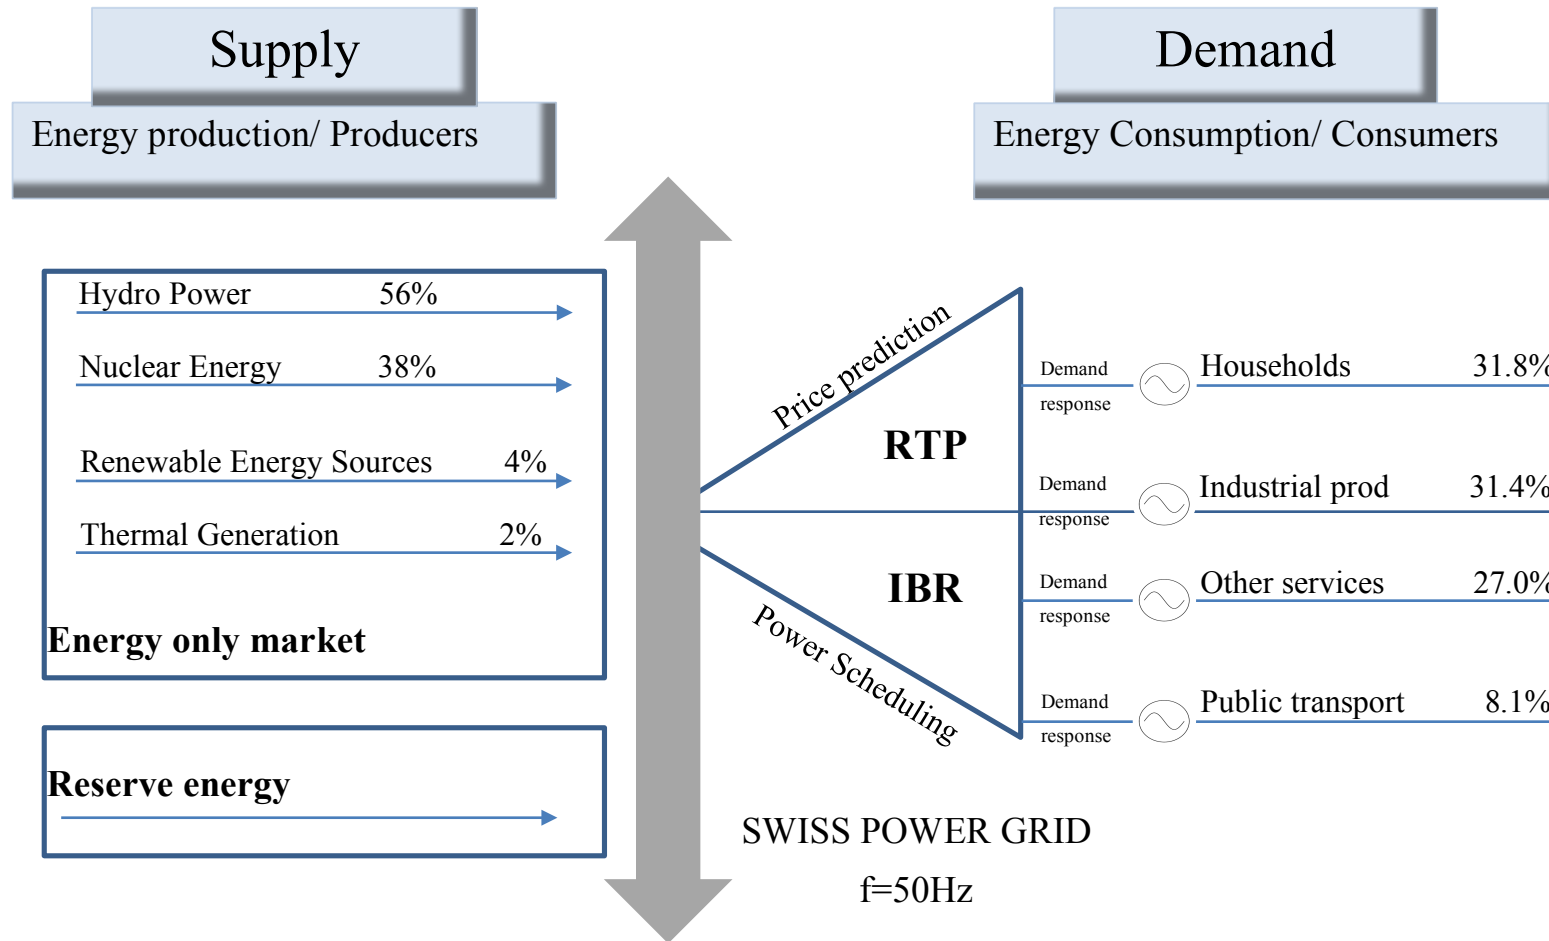 Supply
Energy production/ Producers
Demand
Energy Consumption/ Consumers
Hydro Power 56%
Nuclear Energy 38%
Renewable Energy Sources 4%
Thermal Generation 2%
Energy only market
Reserve energy
Price prediction
RTP
IBR
Power Scheduling
Demand
response
Households 31.8%
Demand
response
Industrial prod 31.4%
Demand
response
Other services 27.0%
Demand
response
Public transport 8.1%
SWISS POWER GRID
f=50Hz